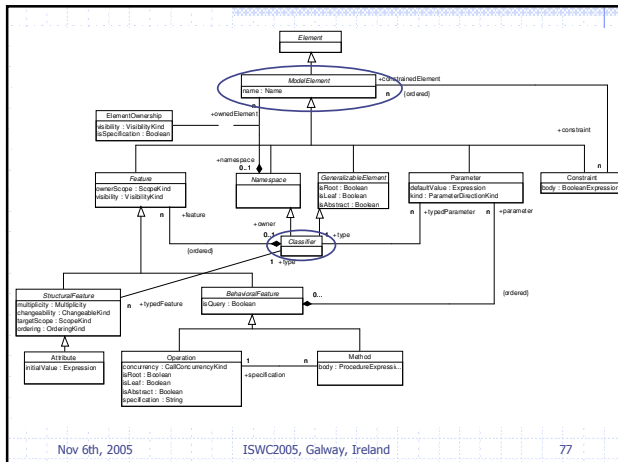 Element
ModelElement
name : Name
+constrainedElement
n
{ordered}
n
ElementOwnership
visibility : VisibilityKind
isSpecification : Boolean
+ownedElement
+constraint
+namespace
0..1
n
Feature
ownerScope : ScopeKind
visibility : VisibilityKind
Namespace
GeneralizableElement
isRoot : Boolean
isLeaf : Boolean
isAbstract : Boolean
Parameter
defaultValue : Expression
kind : ParameterDirectionKind
Constraint
body : BooleanExpression
n
+feature
+owner
0..1
Classifier
1
+type
n
+typedParameter
n
+parameter
{ordered}
1
+type
StructuralFeature
multiplicity : Multiplicity
changeability : ChangeableKind
targetScope : ScopeKind
ordering : OrderingKind
n
+typedFeature
BehavioralFeature
isQuery : Boolean
0...
{ordered}
Attribute
initialValue : Expression
Operation
concurrency : CallConcurrencyKind
isRoot : Boolean
isLeaf : Boolean
isAbstract : Boolean
specification : String
1
+specification
n
Method
body : ProcedureExpressi...
Nov 6th, 2005
ISWC2005, Galway, Ireland
77